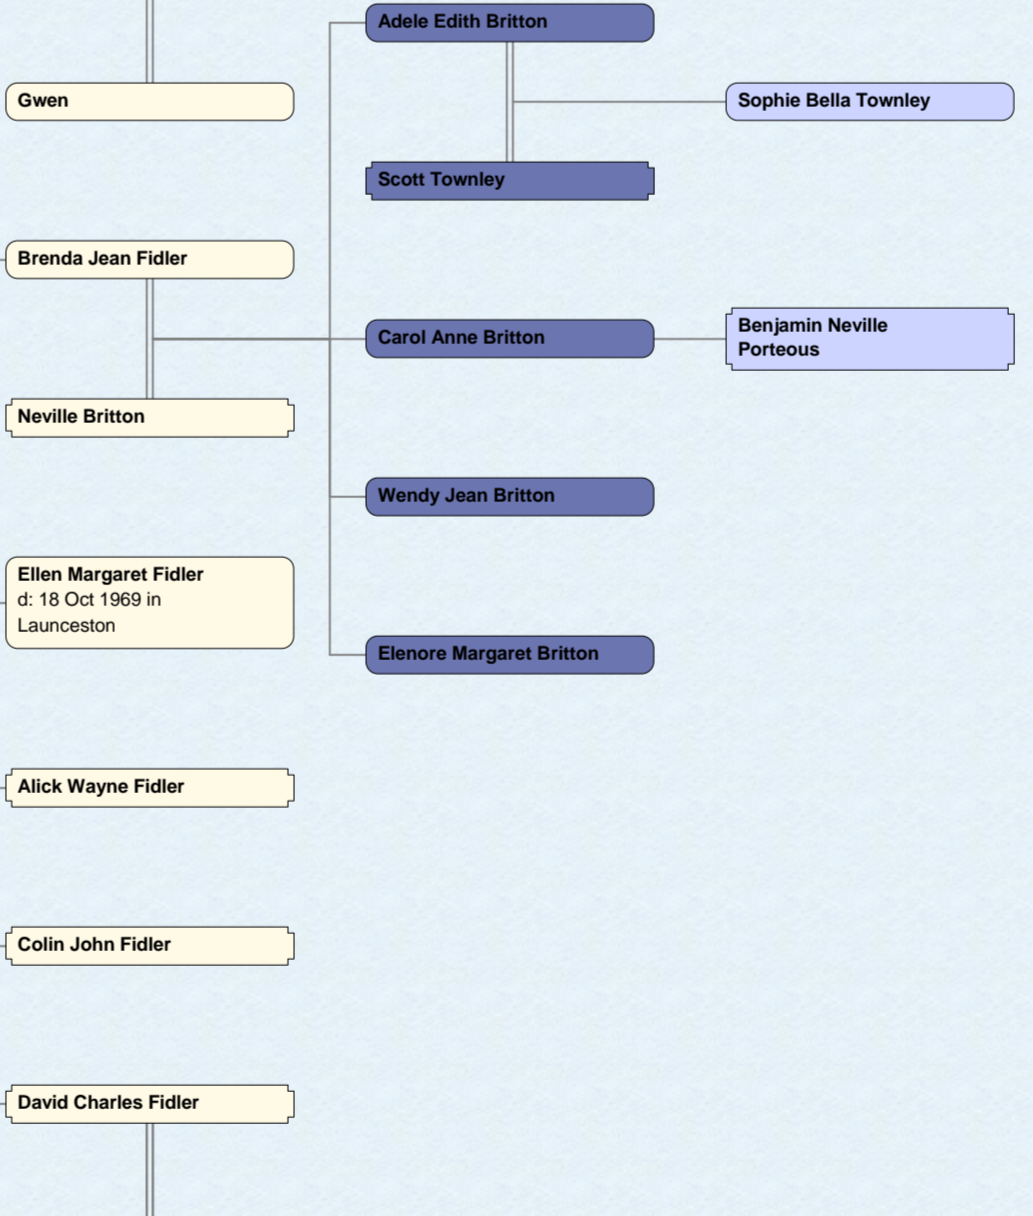 Adele Edith Britton
Gwen
Sophie Bella Townley
Scott Townley
Brenda Jean Fidler
Carol Anne Britton
Benjamin Neville
Porteous
Neville Britton
Wendy Jean Britton
Ellen Margaret Fidler
d: 18 Oct 1969 in
Launceston
Elenore Margaret Britton
Alick Wayne Fidler
Colin John Fidler
David Charles Fidler